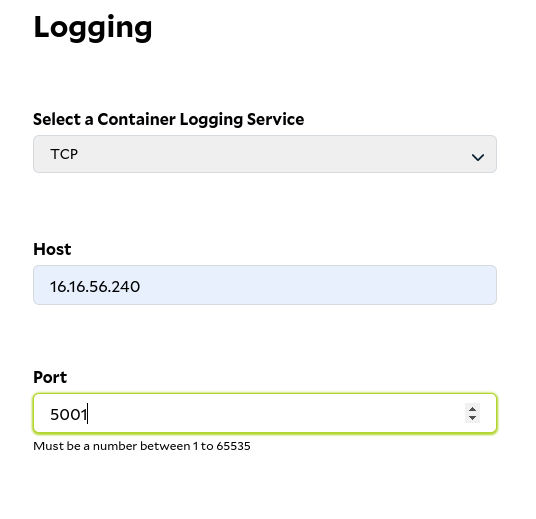 Logging
Select a Container Logging Service
TCP
Host
16.16.56.240
Port
5001
Must be a number between 1 to 65535